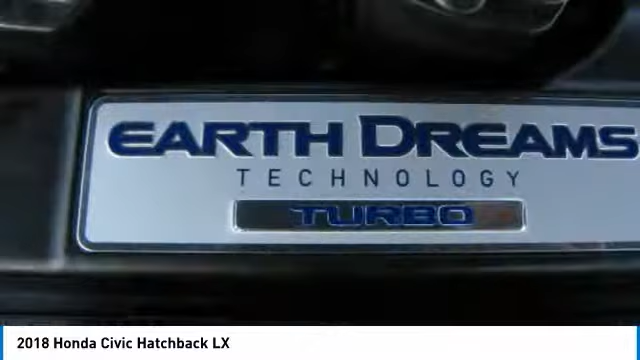 EARTH DREAMS
TECHNOLOGY
TURBO
2018 Honda Civic Hatchback LX